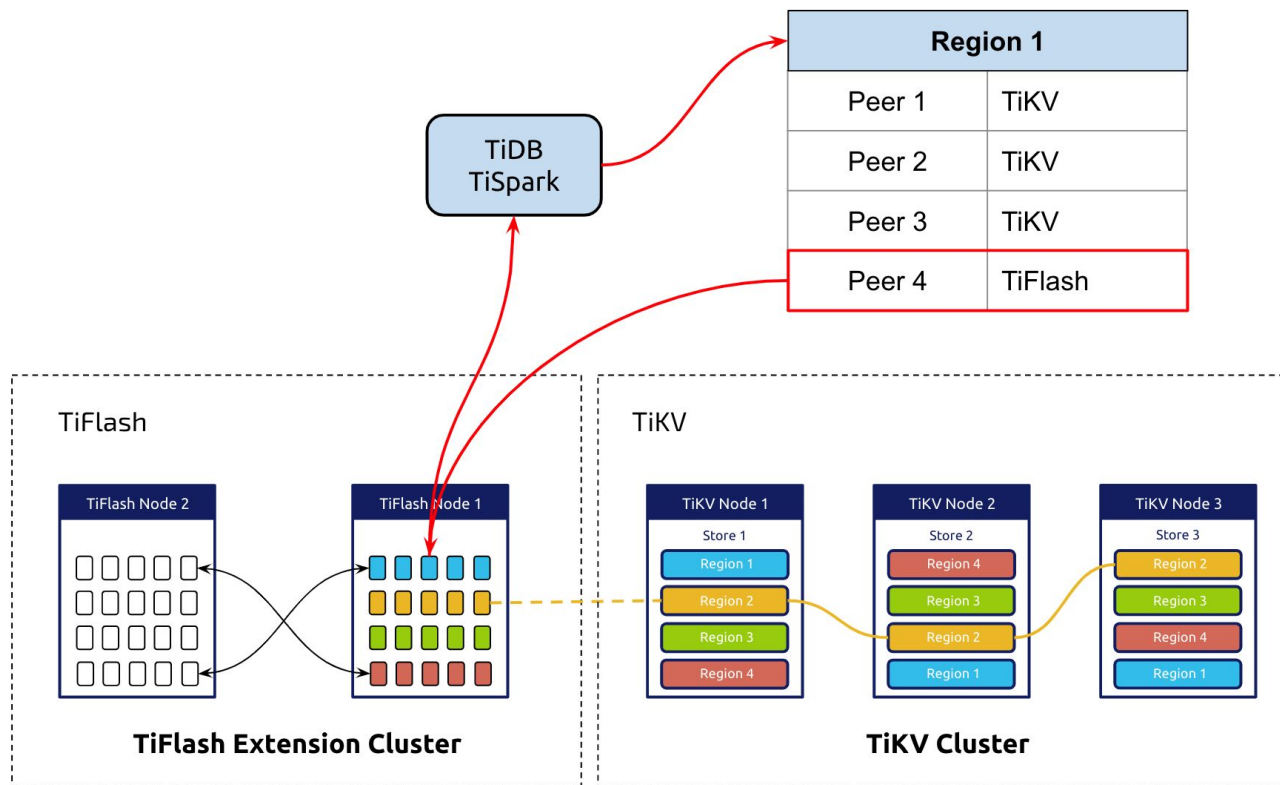 Region 1
Peer 1 TiKV
Peer 2 TiKV
Peer 3 TiKV
Peer 4 TiFlash
TiDB
TiSpark
TiFlash
TiFlash Node 2
TiFlash Node 1
TiFlash Extension Cluster
TiKV
TiKV Node 1
Store 1
Region 1
Region 2
Region 3
Region 4
TiKV Node 2
Store 2
Region 4
Region 3
Region 2
Region 1
TiKV Node 3
Store 3
Region 2
Region 3
Region 4
Region 1
TiKV Cluster